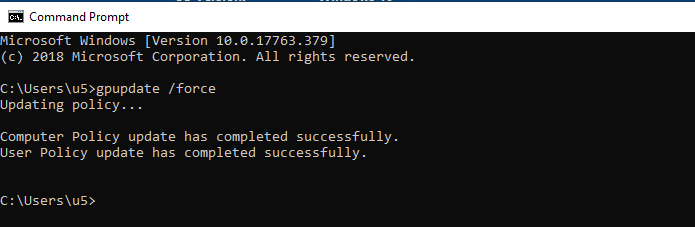 Command Prompt
Microsoft Windows [Version 10.0.17763.379]
(c) 2018 Microsoft Corporation. All rights reserved.
C:\Users\u5>gpupdate /force
Updating policy...
Computer Policy update has completed successfully.
User Policy update has completed successfully.
C:\Users\u5>